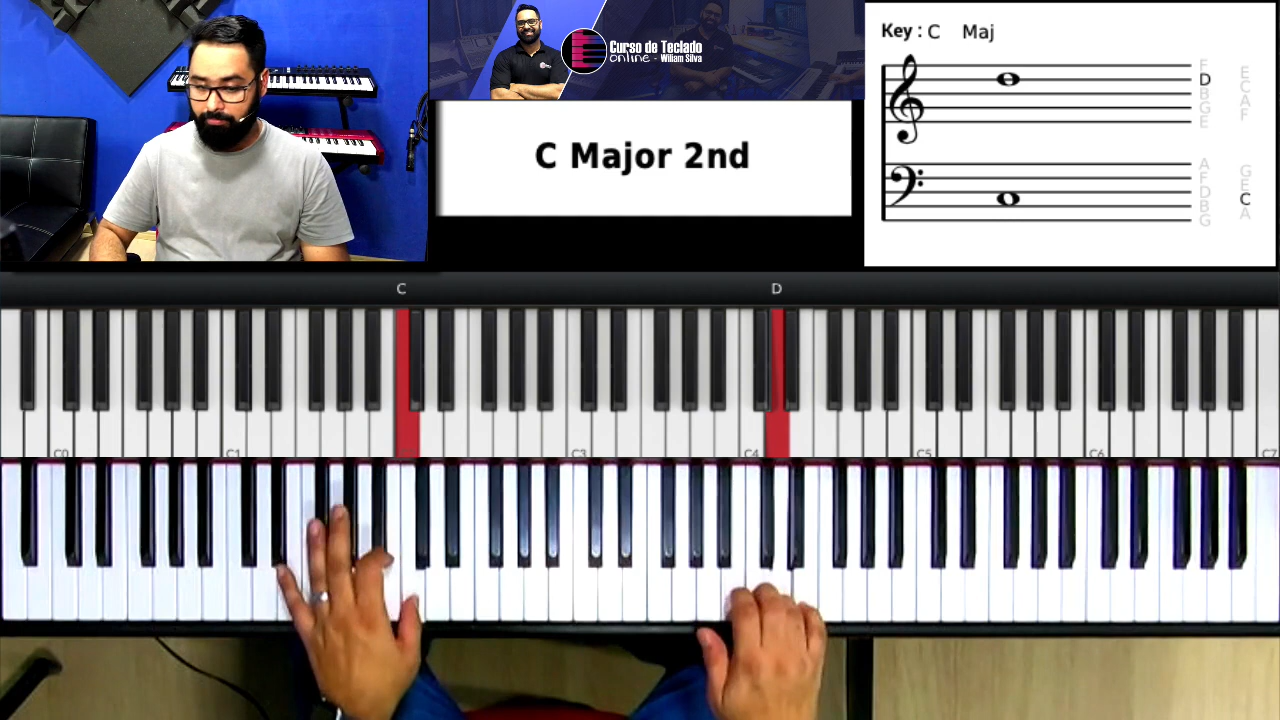 Curso de Teclado
Online - Wiliam Silva
C Major 2nd
Key : C Maj
F
D
B
G
E
E
C
A
F
A
F
D
B
G
G
E
C
A
C
D
C0
C1
C3
C4
C5
C6
C7